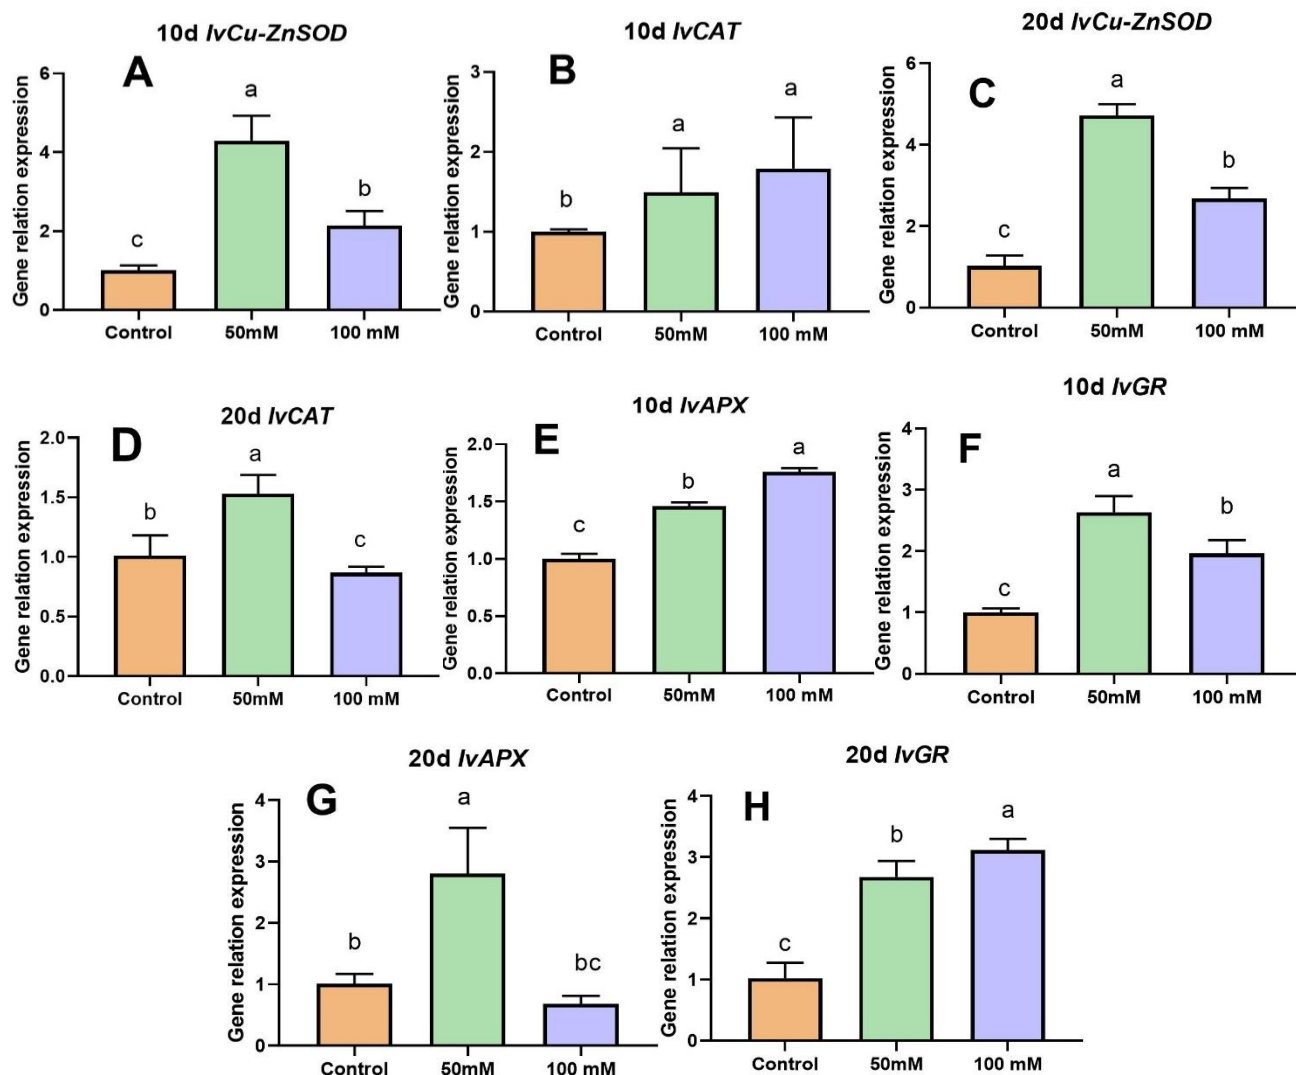 10d IvCu-ZnSOD
A
Gene relation expression
6
4
2
0
c
a
b
Control
50mM
100 mM
10d IvCAT
B
Gene relation expression
3
2
1
0
b
a
a
Control
50mM
100 mM
20d IvCu-ZnSOD
C
Gene relation expression
6
4
2
0
c
a
b
Control
50mM
100 mM
20d IvCAT
D
Gene relation expression
2.0
1.5
1.0
0.5
0.0
b
a
c
Control
50mM
100 mM
10d IvAPX
E
Gene relation expression
2.0
1.5
1.0
0.5
0.0
c
b
a
Control
50mM
100 mM
10d IvGR
F
Gene relation expression
4
3
2
1
0
c
a
b
Control
50mM
100 mM
20d IvAPX
G
Gene relation expression
4
3
2
1
0
b
a
bc
Control
50mM
100 mM
20d IvGR
H
Gene relation expression
4
3
2
1
0
c
b
a
Control
50mM
100 mM